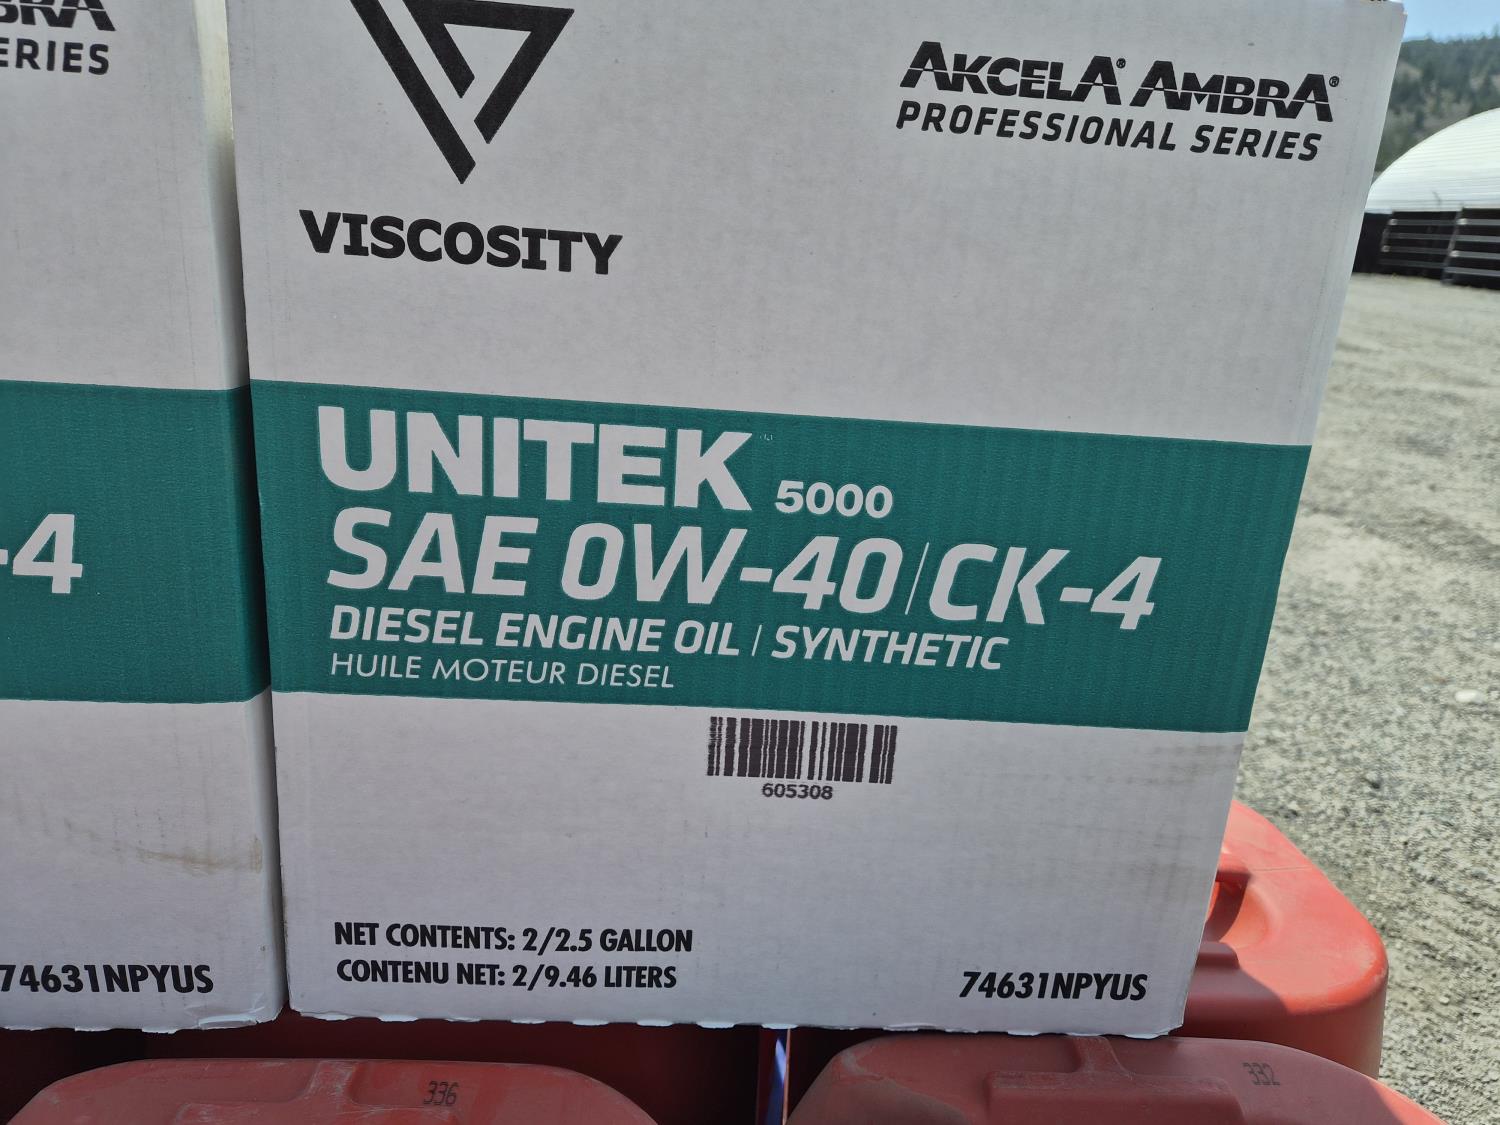 SERIES
-4
74631NPYUS
VISCOSITY
AKCELA® AMBRA®
PROFESSIONAL SERIES
UNITEK 5000
SAE 0W-40 / CK-4
DIESEL ENGINE OIL / SYNTHETIC
HUILE MOTEUR DIESEL
605308
NET CONTENTS: 2/2.5 GALLON
CONTENU NET: 2/9.46 LITERS
74631NPYUS
336
332